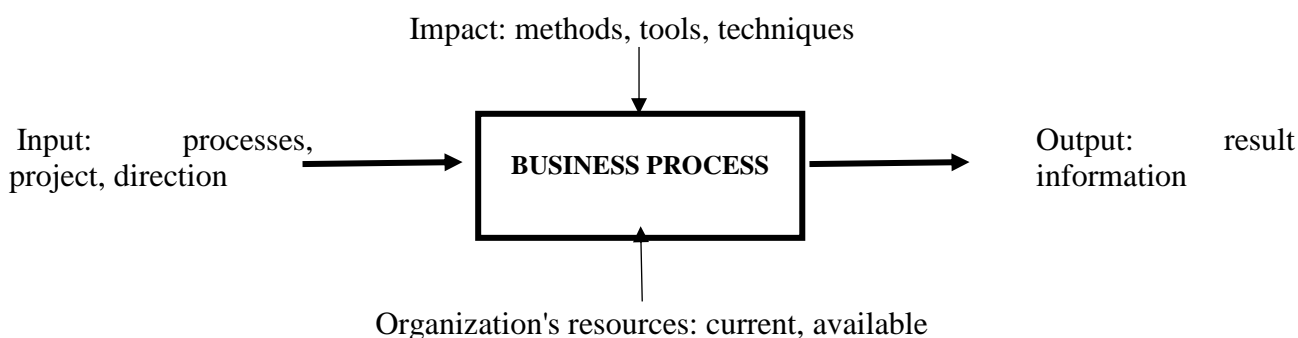 Impact: methods, tools, techniques
Input: processes,
project, direction
BUSINESS PROCESS
Output: result
information
Organization's resources: current, available